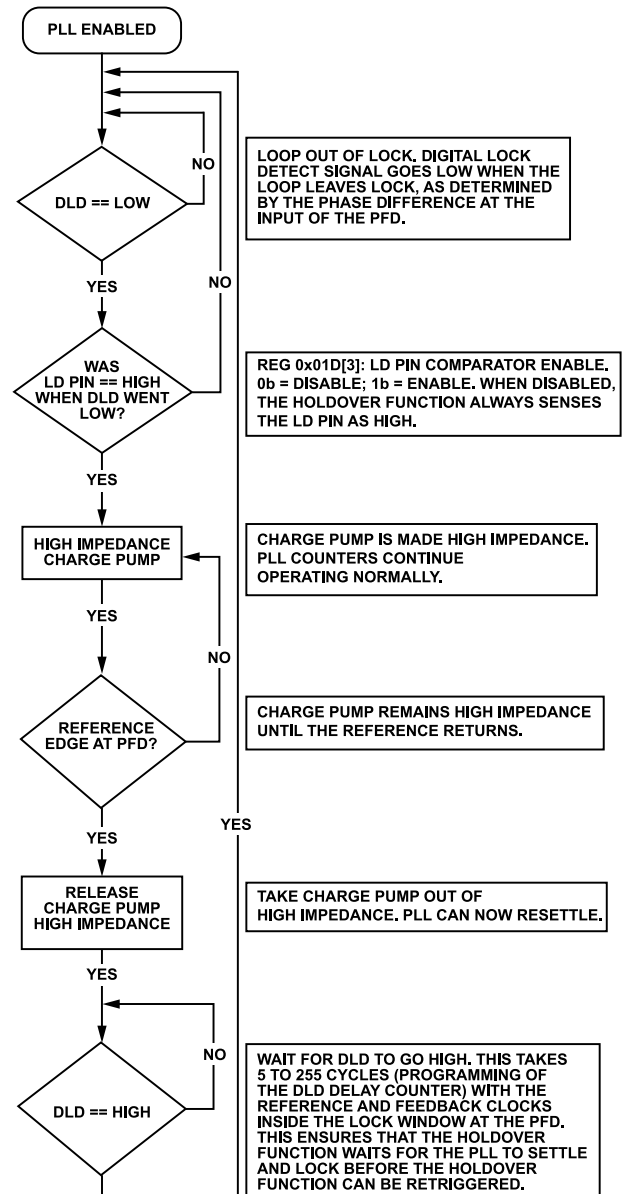 PLL ENABLED
NO
DLD == LOW
LOOP OUT OF LOCK. DIGITAL LOCK
DETECT SIGNAL GOES LOW WHEN THE
LOOP LEAVES LOCK, AS DETERMINED
BY THE PHASE DIFFERENCE AT THE
INPUT OF THE PFD.
YES
NO
WAS
LD PIN == HIGH
WHEN DLD WENT
LOW?
REG 0x01D[3]: LD PIN COMPARATOR ENABLE.
0b = DISABLE; 1b = ENABLE. WHEN DISABLED,
THE HOLDOVER FUNCTION ALWAYS SENSES
THE LD PIN AS HIGH.
YES
HIGH IMPEDANCE
CHARGE PUMP
CHARGE PUMP IS MADE HIGH IMPEDANCE.
PLL COUNTERS CONTINUE
OPERATING NORMALLY.
YES
NO
REFERENCE
EDGE AT PFD?
CHARGE PUMP REMAINS HIGH IMPEDANCE
UNTIL THE REFERENCE RETURNS.
YES
YES
RELEASE
CHARGE PUMP
HIGH IMPEDANCE
TAKE CHARGE PUMP OUT OF
HIGH IMPEDANCE. PLL CAN NOW RESETTLE.
YES
NO
DLD == HIGH
WAIT FOR DLD TO GO HIGH. THIS TAKES
5 TO 255 CYCLES (PROGRAMMING OF
THE DLD DELAY COUNTER) WITH THE
REFERENCE AND FEEDBACK CLOCKS
INSIDE THE LOCK WINDOW AT THE PFD.
THIS ENSURES THAT THE HOLDOVER
FUNCTION WAITS FOR THE PLL TO SETTLE
AND LOCK BEFORE THE HOLDOVER
FUNCTION CAN BE RETRIGGERED.